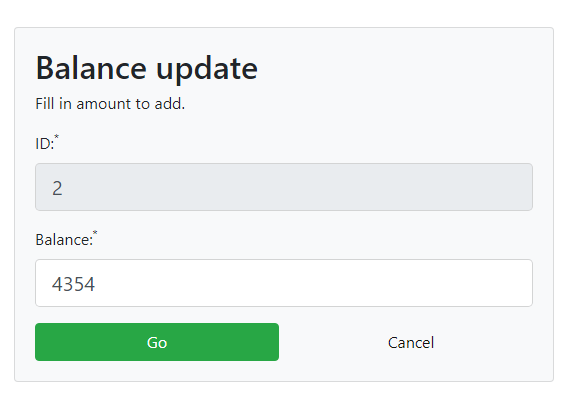 Balance update
Fill in amount to add.
ID:*
2
Balance:*
4354
Go
Cancel